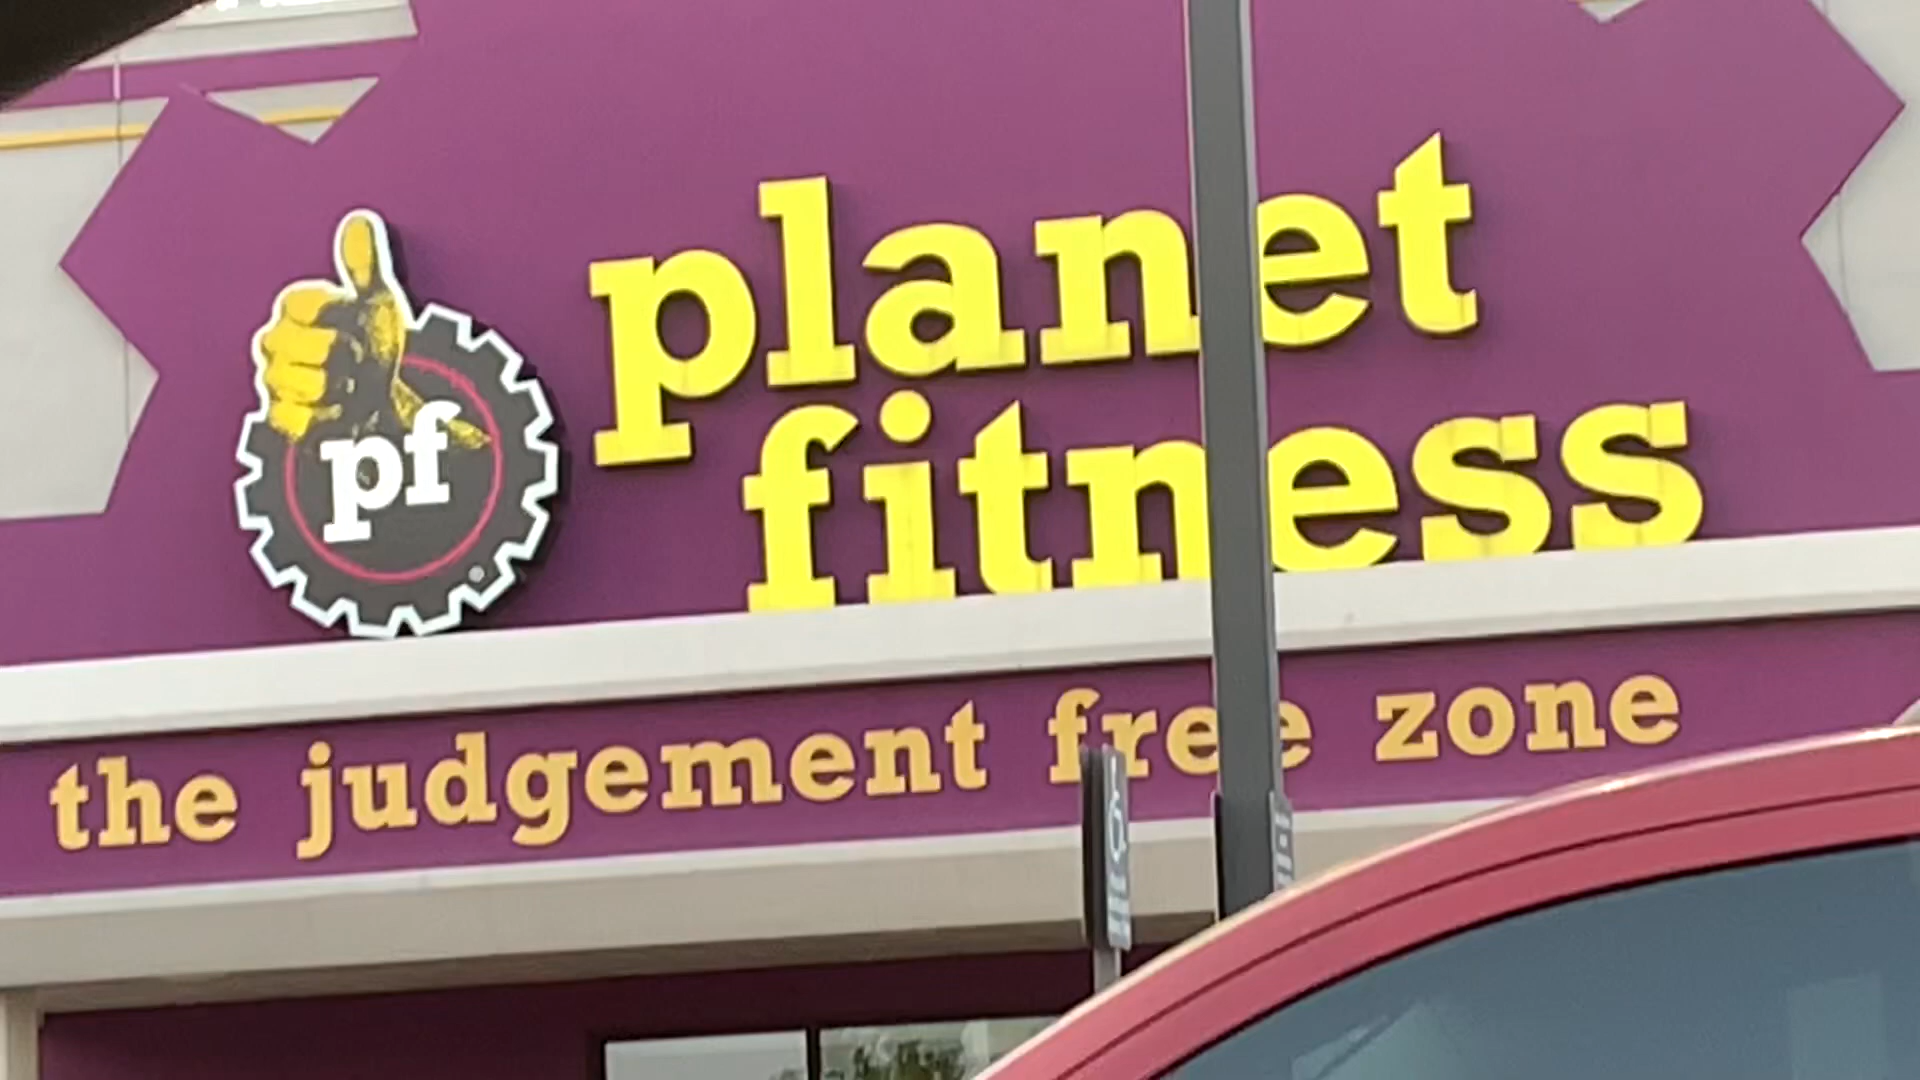 pf
planet
fitness
the judgement free zone